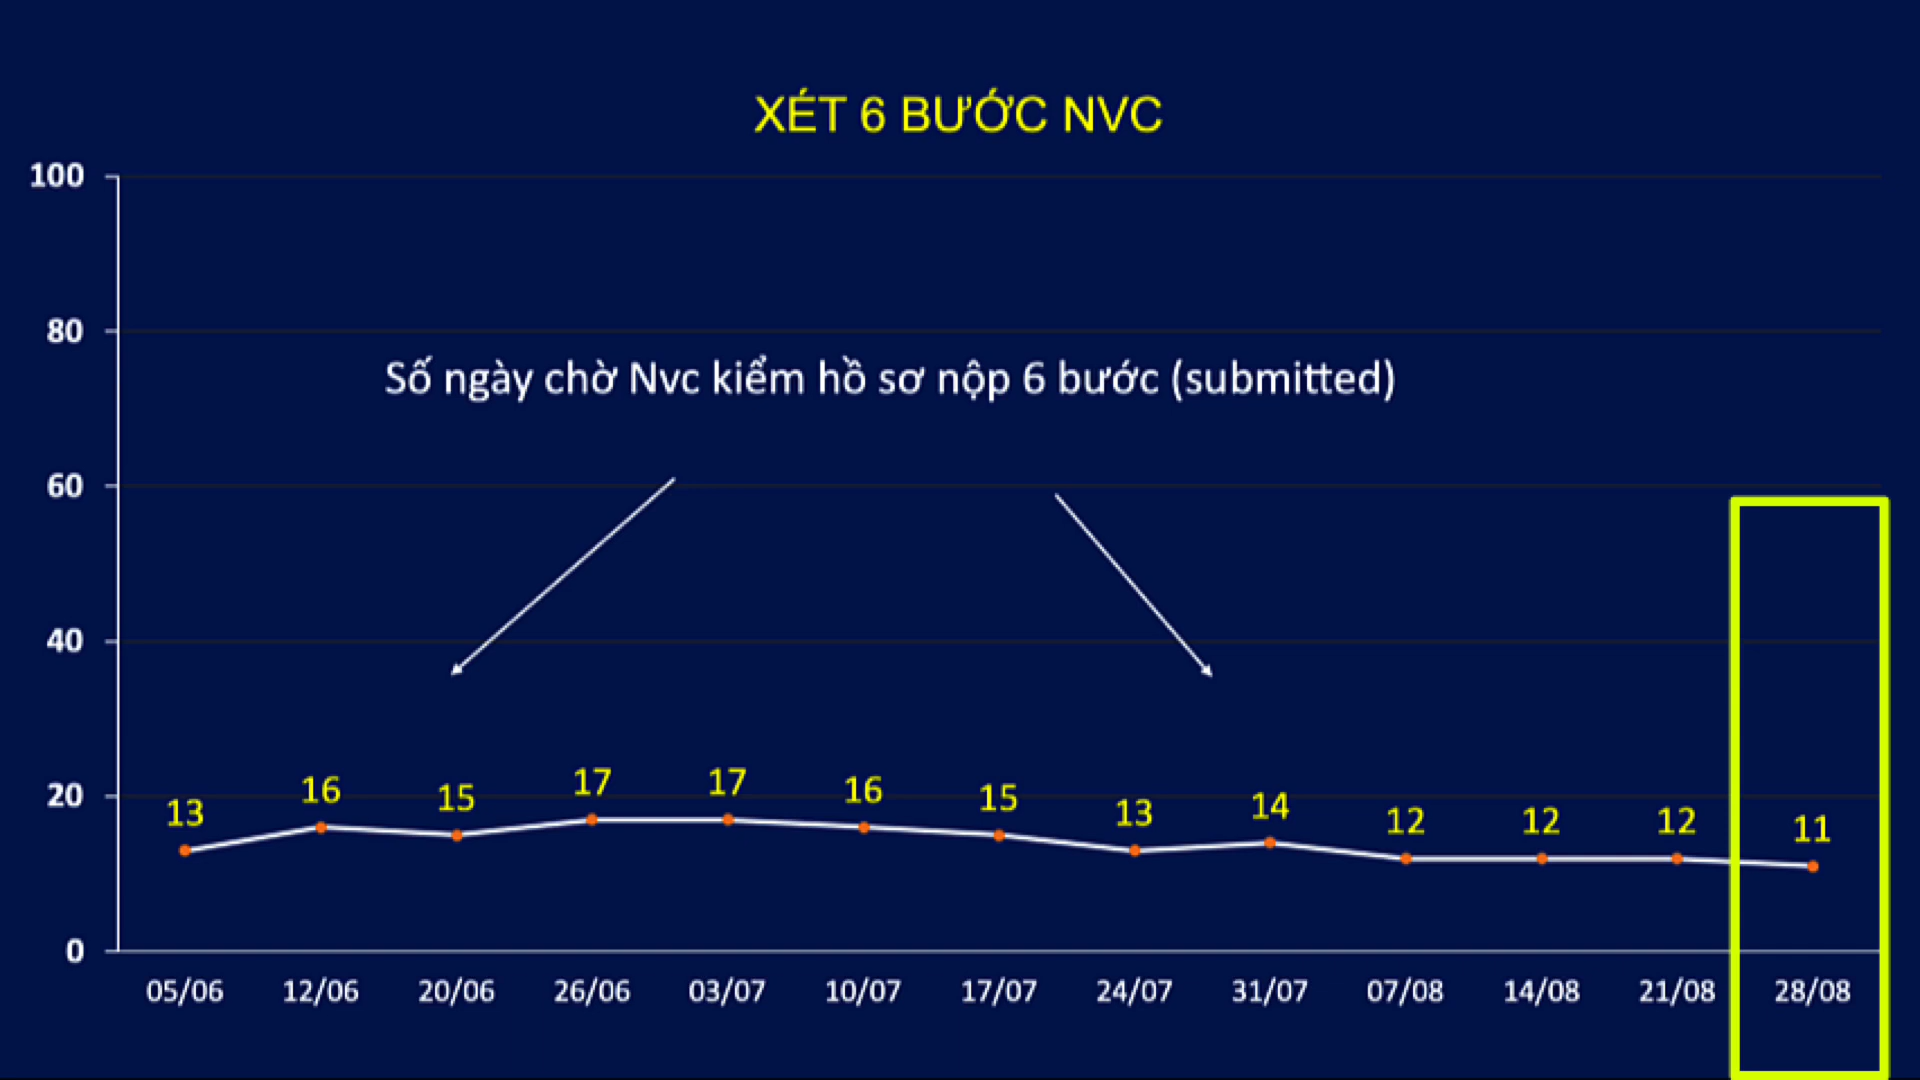 XÉT 6 BƯỚC NVC
100
80
Số ngày chờ Nvc kiểm hồ sơ nộp 6 bước (submitted)
60
40
20
0
13 16 15 17 17 16 15 13 14 12 12 12 11
05/06 12/06 20/06 26/06 03/07 10/07 17/07 24/07 31/07 07/08 14/08 21/08 28/08